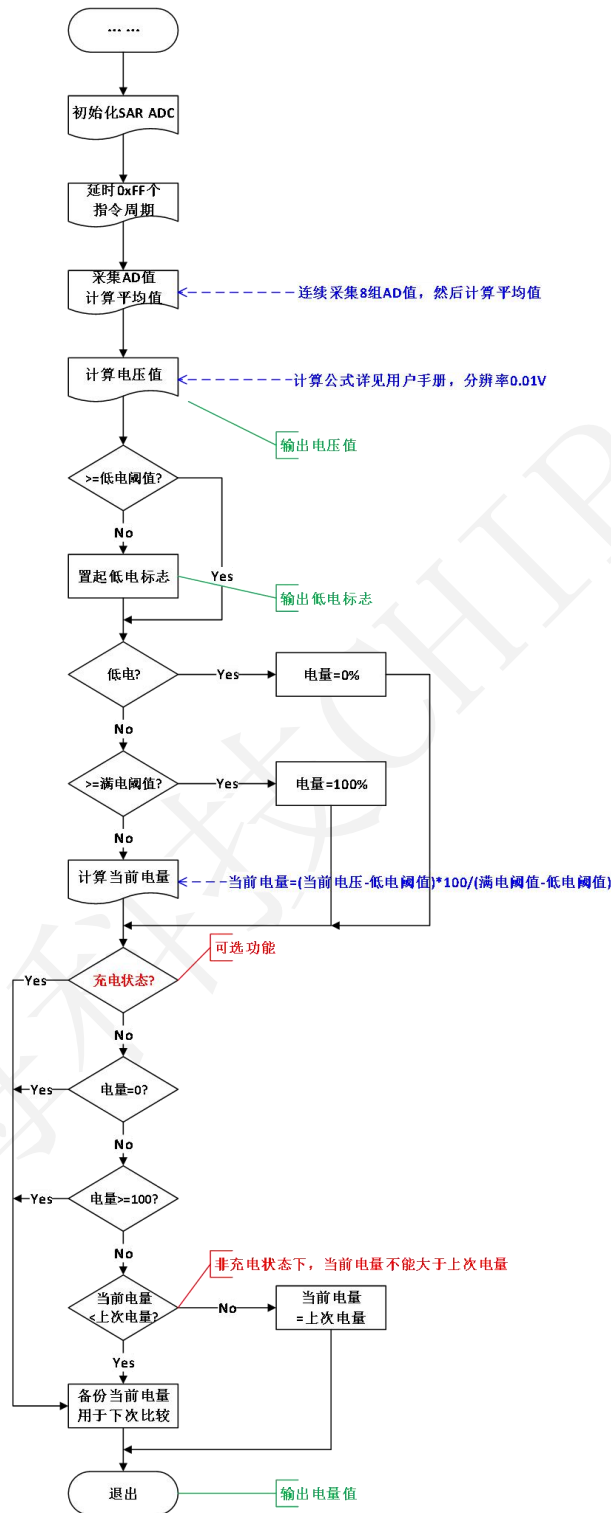 … …
初始化SAR ADC
延时0xFF个
指令周期
采集AD值
计算平均值
连续采集8组AD值，然后计算平均值
计算电压值
计算公式详见用户手册，分辨率0.01V
输出电压值
>=低电阈值?
No
Yes
置起低电标志
输出低电标志
低电?
Yes
电量=0%
No
>=满电阈值?
Yes
电量=100%
No
计算当前电量
当前电量=(当前电压-低电阈值)*100/(满电阈值-低电阈值)
可选功能
Yes
充电状态?
No
Yes
电量=0?
No
Yes
电量>=100?
No
非充电状态下，当前电量不能大于上次电量
当前电量
<上次电量?
No
当前电量
=上次电量
Yes
备份当前电量
用于下次比较
退出
输出电量值
科技CHIP